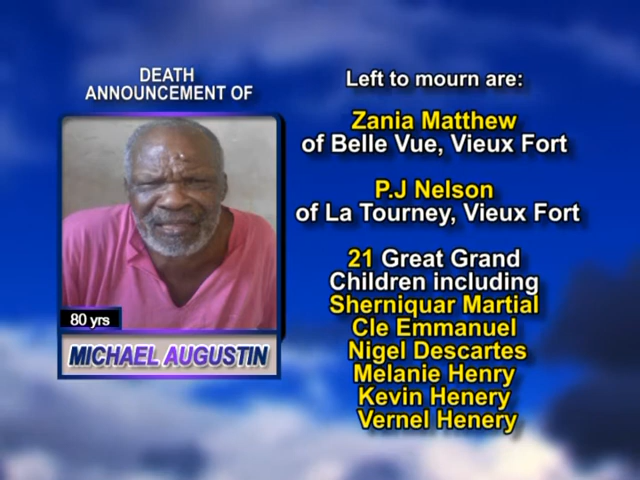 DEATH
ANNOUNCEMENT OF
80 yrs
MICHAEL AUGUSTIN
Left to mourn are:
Zania Matthew
of Belle Vue, Vieux Fort
P.J Nelson
of La Tourney, Vieux Fort
21 Great Grand
Children including
Sherniquar Martial
Cle Emmanuel
Nigel Descartes
Melanie Henry
Kevin Henery
Vernel Henery